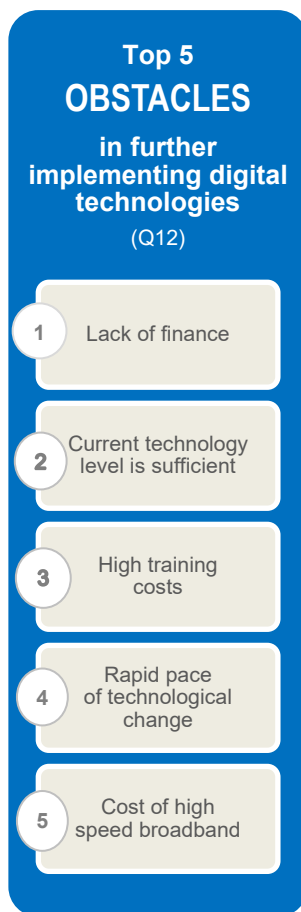 Top 5
OBSTACLES
in further
implementing digital
technologies
(Q12)
1
Lack of finance
2
Current technology
level is sufficient
3
High training
costs
4
Rapid pace
of technological
change
5
Cost of high
speed broadband